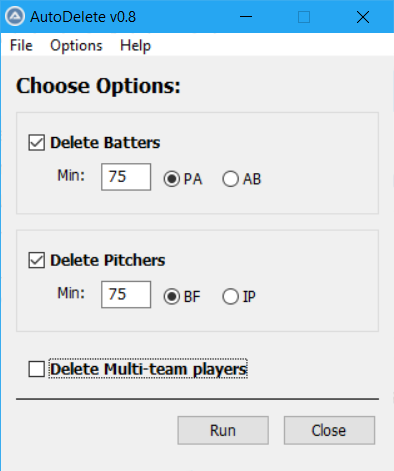 AutoDelete v0.8
File Options Help
Choose Options:
Delete Batters
Min: 75 PA AB
Delete Pitchers
Min: 75 BF IP
Delete Multi-team players
Run Close